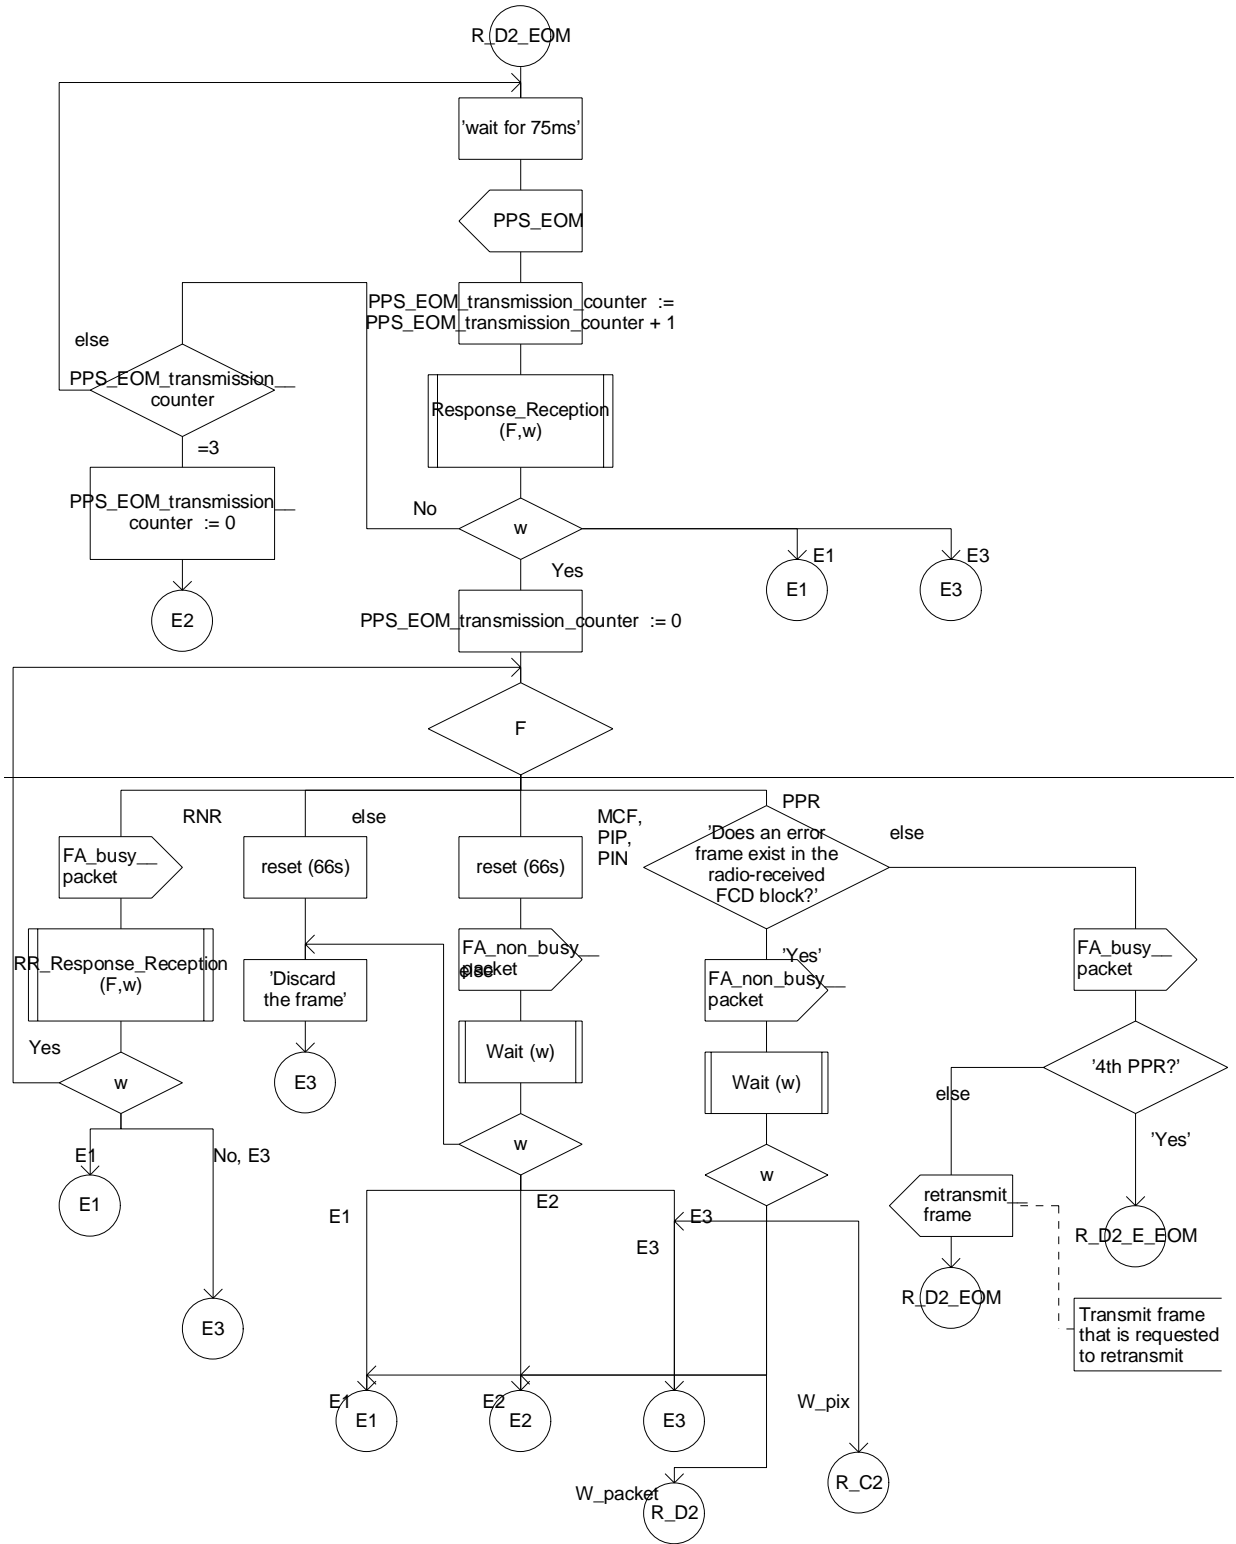 R_D2_EOM
'wait for 75ms'
PPS_EOM
PPS_EOM_transmission_counter :=
PPS_EOM_transmission_counter + 1
else
PPS_EOM_transmission__
counter
Response_Reception
(F,w)
=3
PPS_EOM_transmission__
counter := 0
No
w
E1
E3
Yes
E1
E3
E2
PPS_EOM_transmission_counter := 0
F
RNR
else
MCF,
PIP,
PIN
PPR
'Does an error
frame exist in the
radio-received
FCD block?'
else
FA_busy__
packet
reset (66s)
reset (66s)
FA_non_busy__
packet
else
'Yes'
FA_busy__
packet
RR_Response_Reception
(F,w)
'Discard
the frame'
FA_non_busy__
packet
Yes
Wait (w)
w
E3
Wait (w)
'4th PPR?'
else
w
'Yes'
E1
No, E3
w
E1
E1
E2
E3
E3
retransmit__
frame
R_D2_E_EOM
R_D2_EOM
E3
Transmit frame
that is requested
to retransmit
E1
E1
E2
E2
E3
W_pix
R_C2
W_packet
R_D2